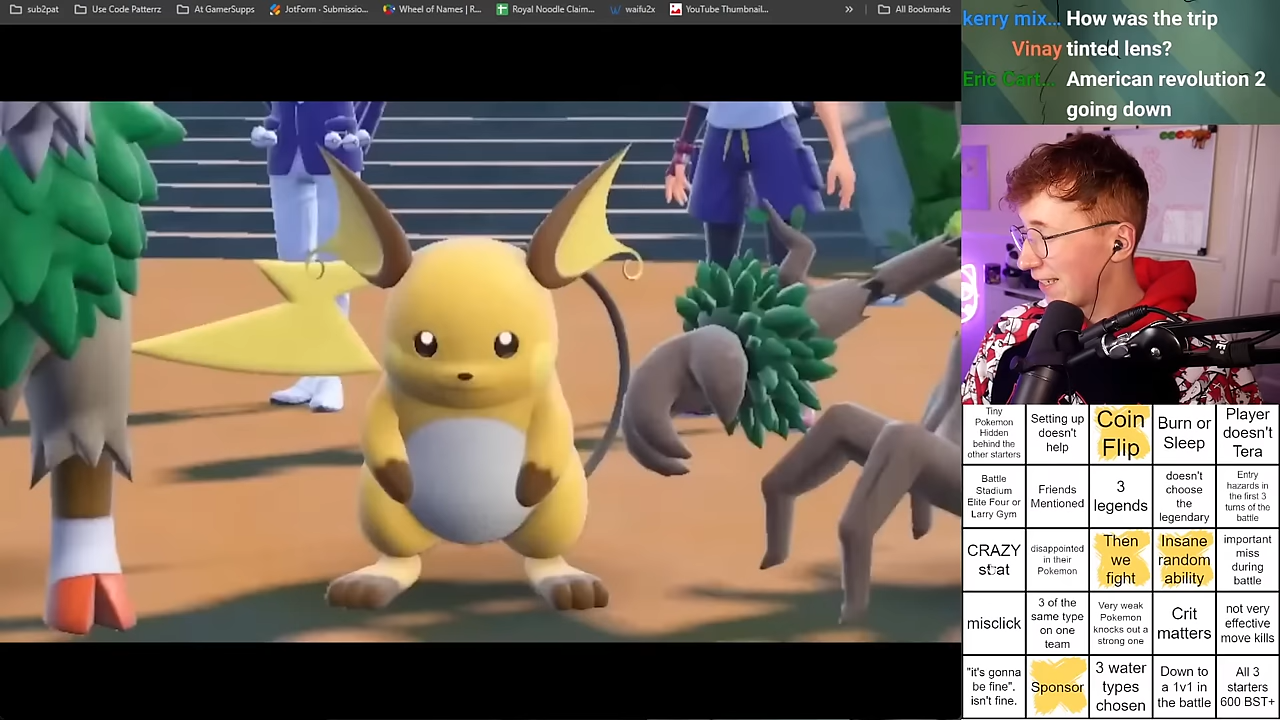 sub2pat
Use Code Patterrz
At GamerSupps
JotForm - Submissio...
Wheel of Names | R...
Royal Noodle Claim...
waifu2x
YouTube Thumbnail...
»
All Bookmarks
kerry mix... How was the trip
Vinay tinted lens?
Eric Cart... American revolution 2
going down
Tiny
Pokemon
Hidden
behind the
other starters
Setting up
doesn't
help
Coin
Flip
Burn or
Sleep
Player
doesn't
Tera
Battle
Stadium
Elite Four or
Larry Gym
Friends
Mentioned
3
legends
doesn't
choose
the
legendary
Entry
hazards in
the first 3
turns of the
battle
CRAZY
stat
disappointed
in their
Pokemon
Then
we
fight
Insane
random
ability
important
miss
during
battle
misclick
3 of the
same type
on one
team
Very weak
Pokemon
knocks out a
strong one
Crit
matters
not very
effective
move kills
"it's gonna
be fine".
isn't fine.
Sponsor
3 water
types
chosen
Down to
a 1v1 in
the battle
All 3
starters
600 BST+